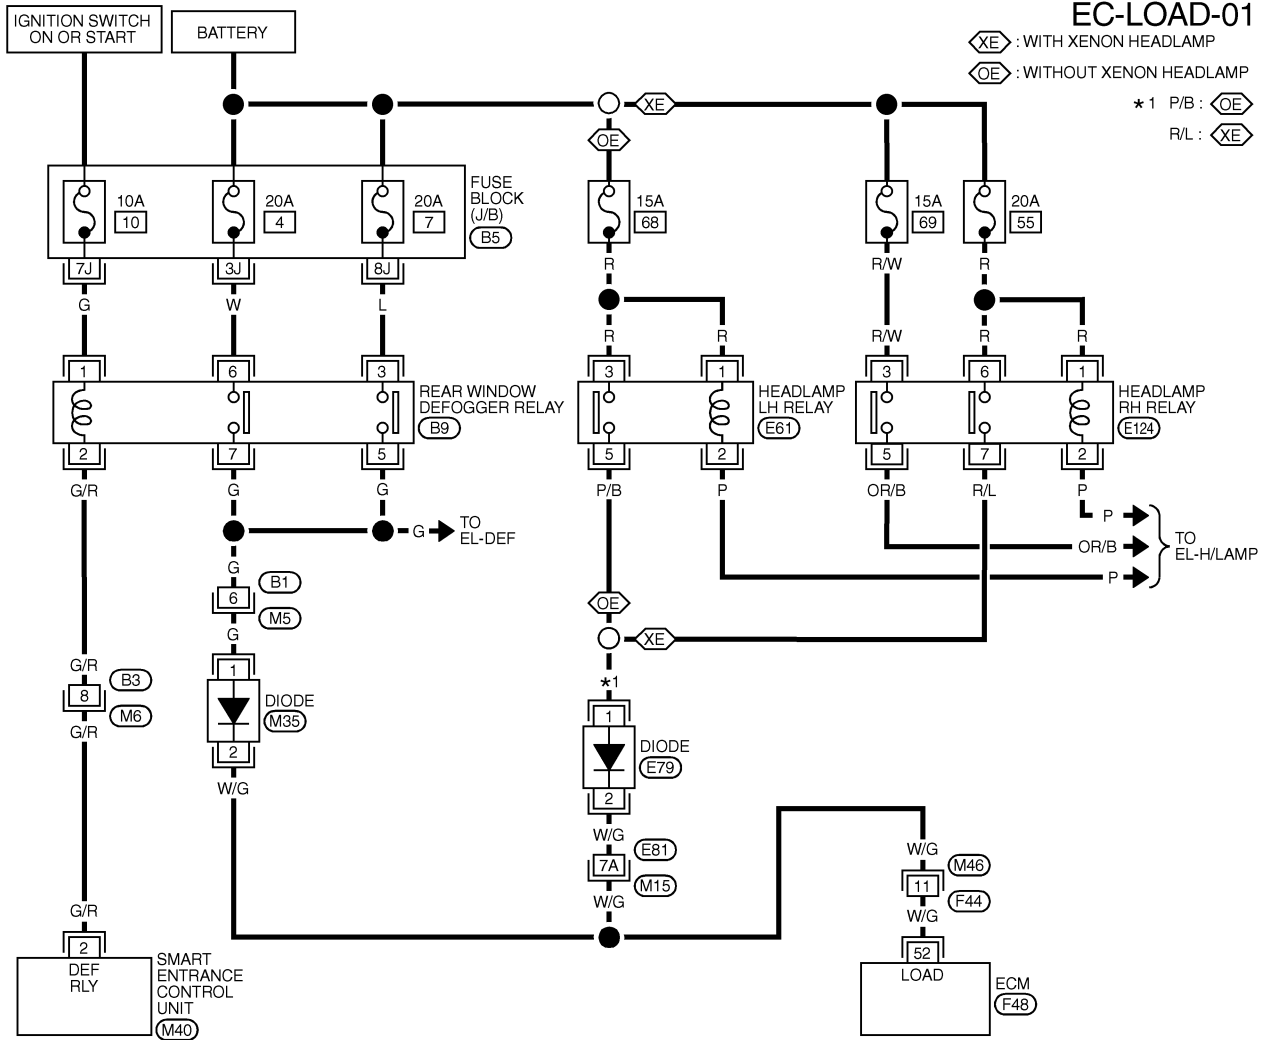 EC-LOAD-01
IGNITION SWITCH
ON OR START
BATTERY
XE : WITH XENON HEADLAMP
OE : WITHOUT XENON HEADLAMP
*1 P/B : OE
R/L : XE
XE
OE
10A
10
20A
4
20A
7
FUSE
BLOCK
(J/B)
B5
15A
68
15A
69
20A
55
7J
3J
8J
R
R/W
R
G
W
L
R
R
R/W
R
R
1
6
3
3
1
3
6
1
REAR WINDOW
DEFOGGER RELAY
B9
HEADLAMP
LH RELAY
E61
HEADLAMP
RH RELAY
E124
2
7
5
5
2
5
7
2
G/R
G
G
P/B
P
OR/B
R/L
P
G
TO
EL-DEF
P
OR/B
P
TO
EL-H/LAMP
G
6
B1
M5
G
OE
XE
G/R
8
B3
M6
G/R
1
DIODE
M35
2
W/G
*1
1
DIODE
E79
2
W/G
7A
E81
M15
W/G
W/G
11
M46
F44
W/G
G/R
2
DEF
RLY
SMART
ENTRANCE
CONTROL
UNIT
M40
52
LOAD
ECM
F48